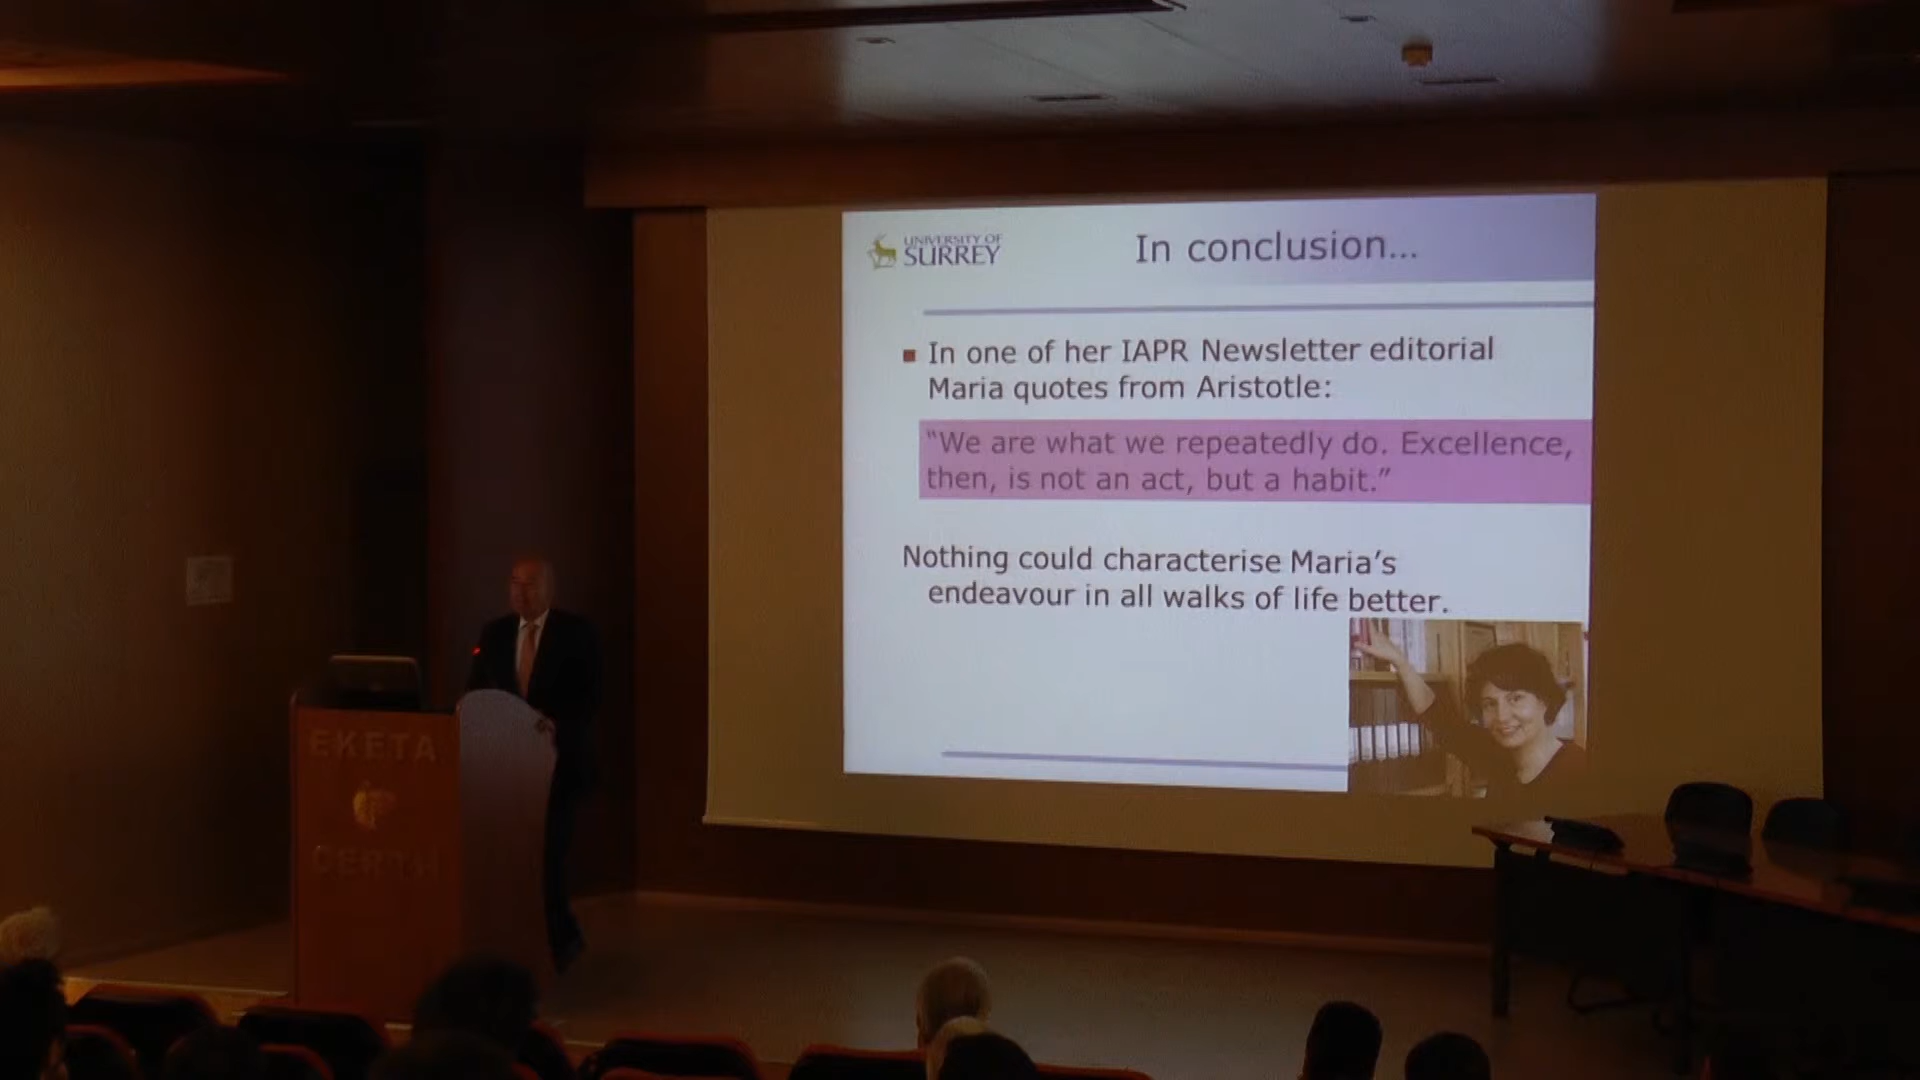 UNIVERSITY OF
SURREY
In conclusion...
In one of her IAPR Newsletter editorial
Maria quotes from Aristotle:
“We are what we repeatedly do. Excellence,
then, is not an act, but a habit.”
Nothing could characterise Maria’s
endeavour in all walks of life better.
EKETA
CERTH